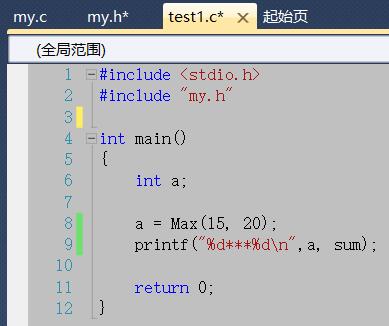 my.c my.h* test1.c* × 起始页
(全局范围)
1 #include <stdio.h>
2 #include "my.h"
3
4 int main()
5 {
6 int a;
7
8 a = Max(15, 20);
9 printf("%d***%d\n",a, sum);
10
11 return 0;
12 }